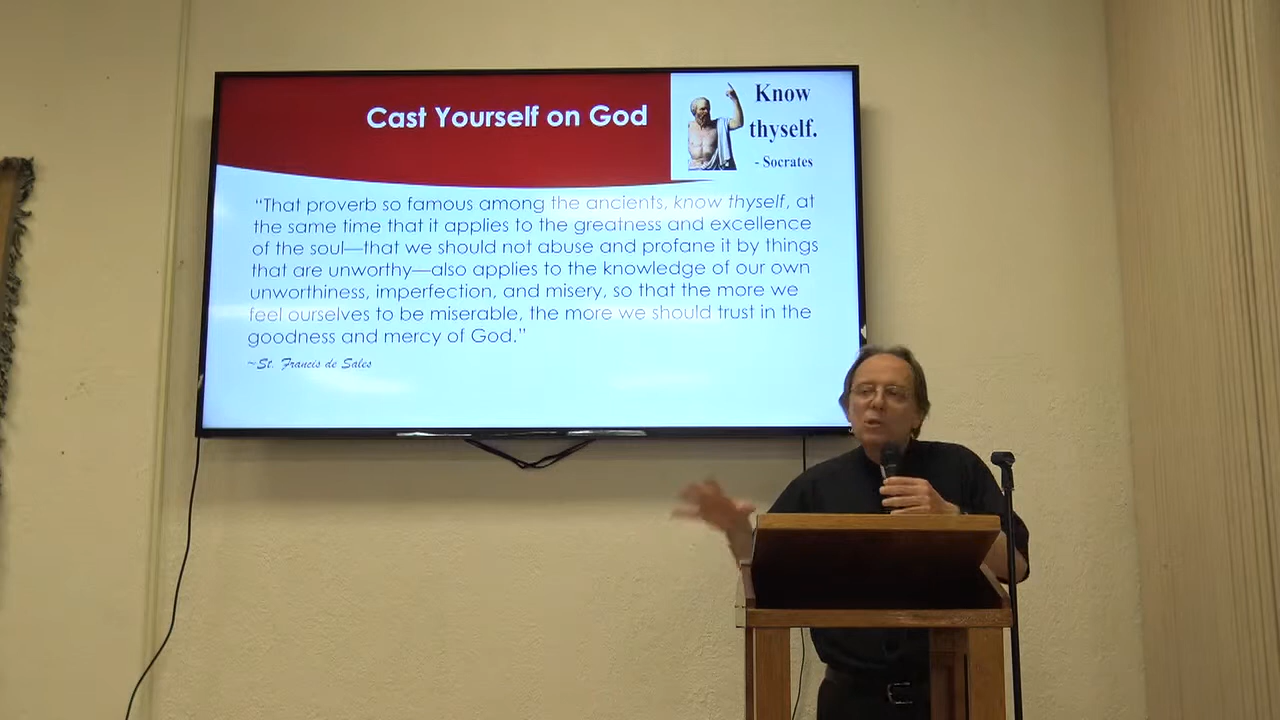 Cast Yourself on God
Know
thyself.
- Socrates
“That proverb so famous among the ancients, know thyself, at
the same time that it applies to the greatness and excellence
of the soul—that we should not abuse and profane it by things
that are unworthy—also applies to the knowledge of our own
unworthiness, imperfection, and misery, so that the more we
feel ourselves to be miserable, the more we should trust in the
goodness and mercy of God.”
~St. Francis de Sales